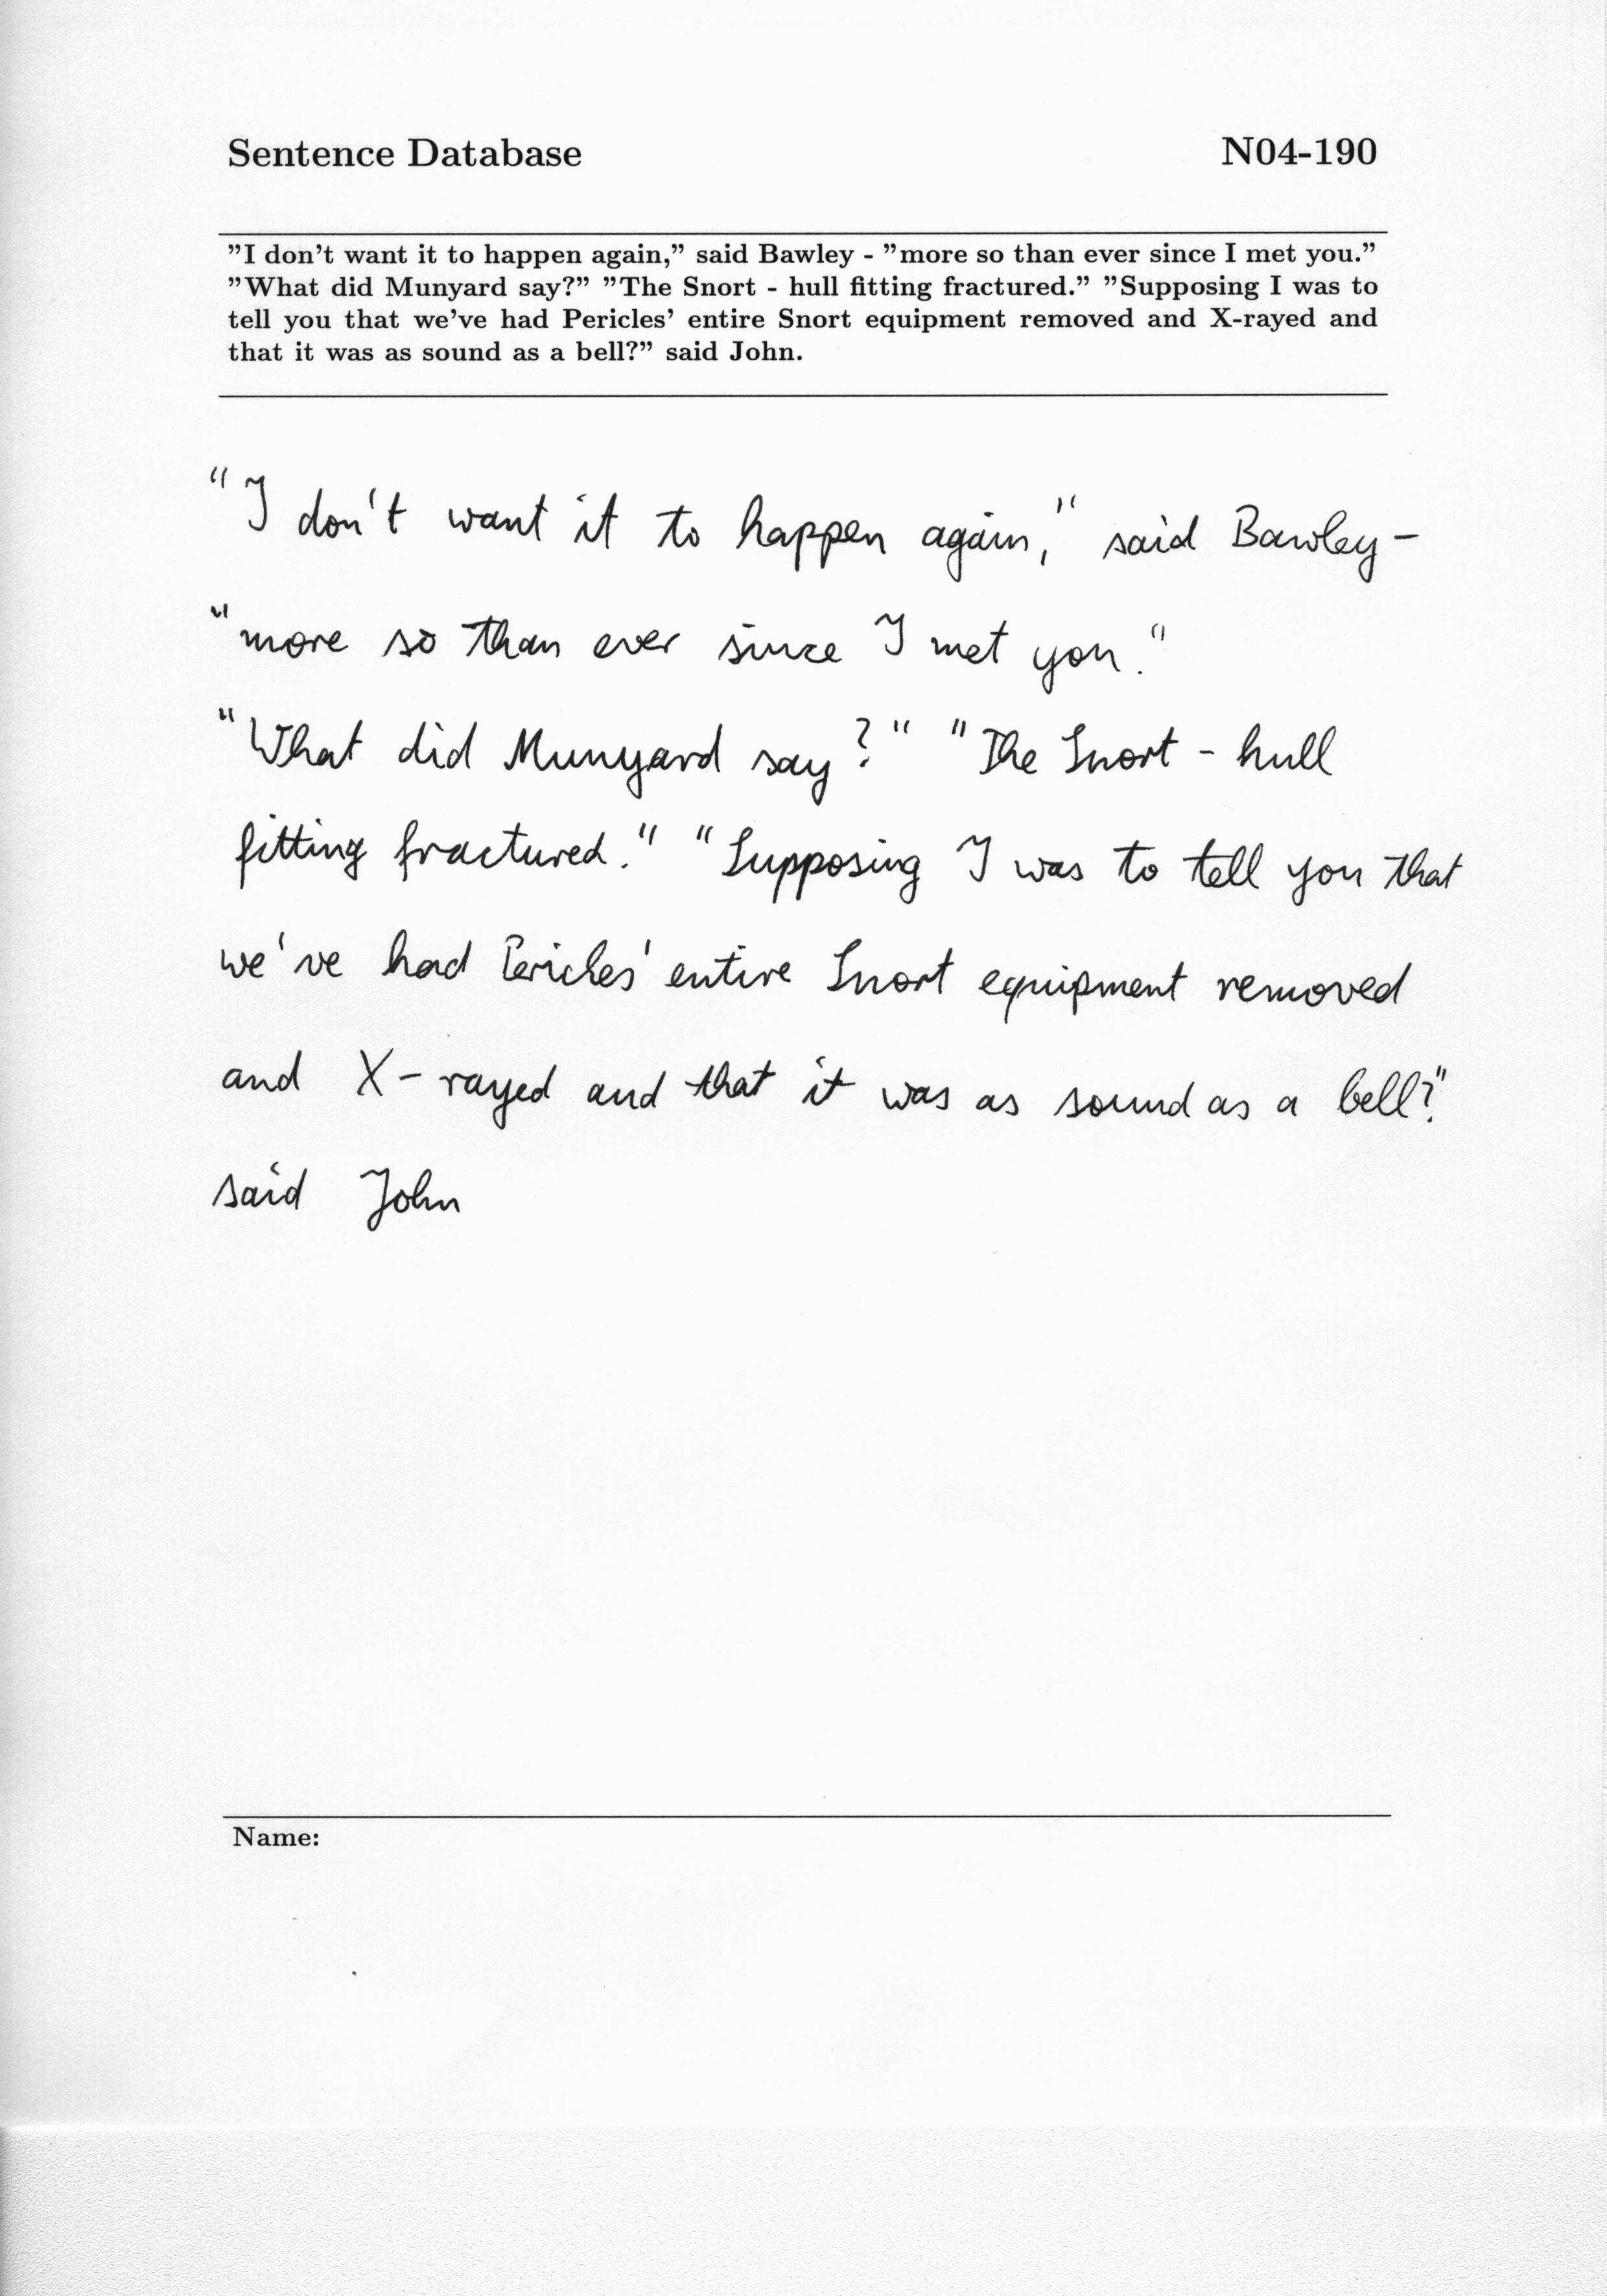 Sentence Database N04-190
”I don’t want it to happen again,” said Bawley - ”more so than ever since I met you.”
”What did Munyard say?” ”The Snort - hull fitting fractured.” ”Supposing I was to
tell you that we’ve had Pericles’ entire Snort equipment removed and X-rayed and
that it was as sound as a bell?” said John.
"I don't want it to happen again," said Bawley -
"more so than ever since I met you."
"What did Munyard say?" "The Snort - hull
fitting fractured." "Supposing I was to tell you that
we've had Pericles' entire Snort equipment removed
and X-rayed and that it was as sound as a bell?"
said John
Name: